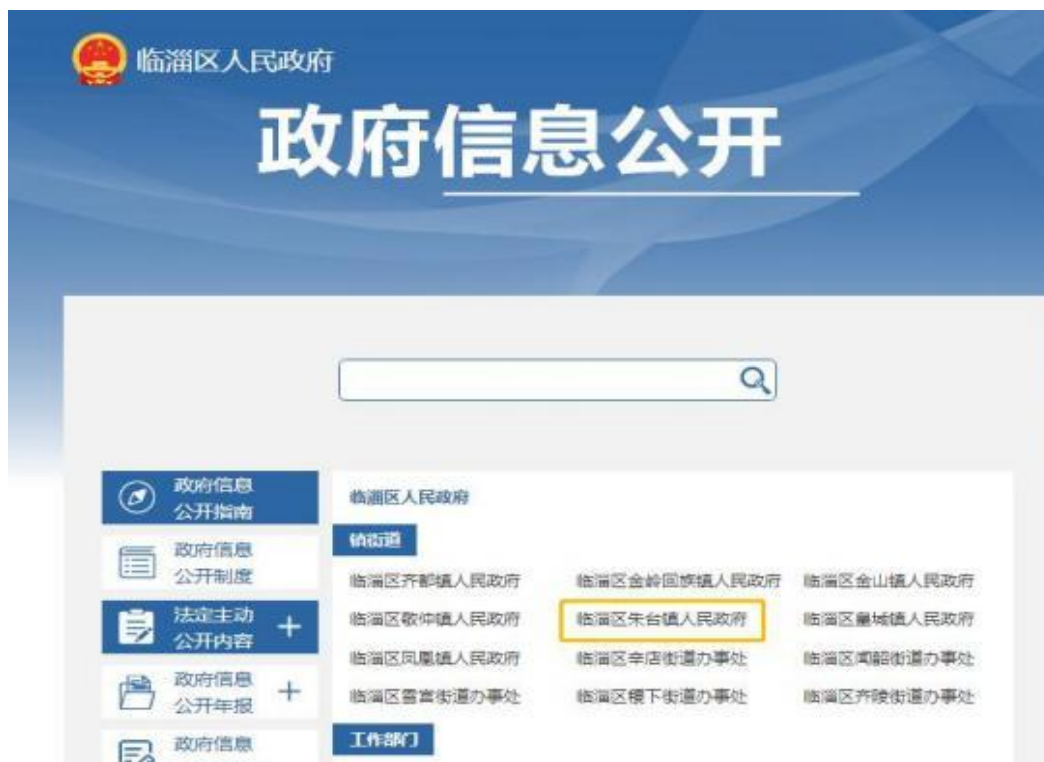 临淄区人民政府
政府信息公开
政府信息
公开指南
政府信息
公开制度
法定主动
公开内容
政府信息
公开年报
政府信息
临淄区人民政府
镇街道
临淄区齐都镇人民政府 临淄区金岭回族镇人民政府 临淄区金山镇人民政府
临淄区敬仲镇人民政府 临淄区朱台镇人民政府 临淄区皇城镇人民政府
临淄区凤凰镇人民政府 临淄区辛店街道办事处 临淄区闻韶街道办事处
临淄区雪宫街道办事处 临淄区稷下街道办事处 临淄区齐陵街道办事处
工作部门